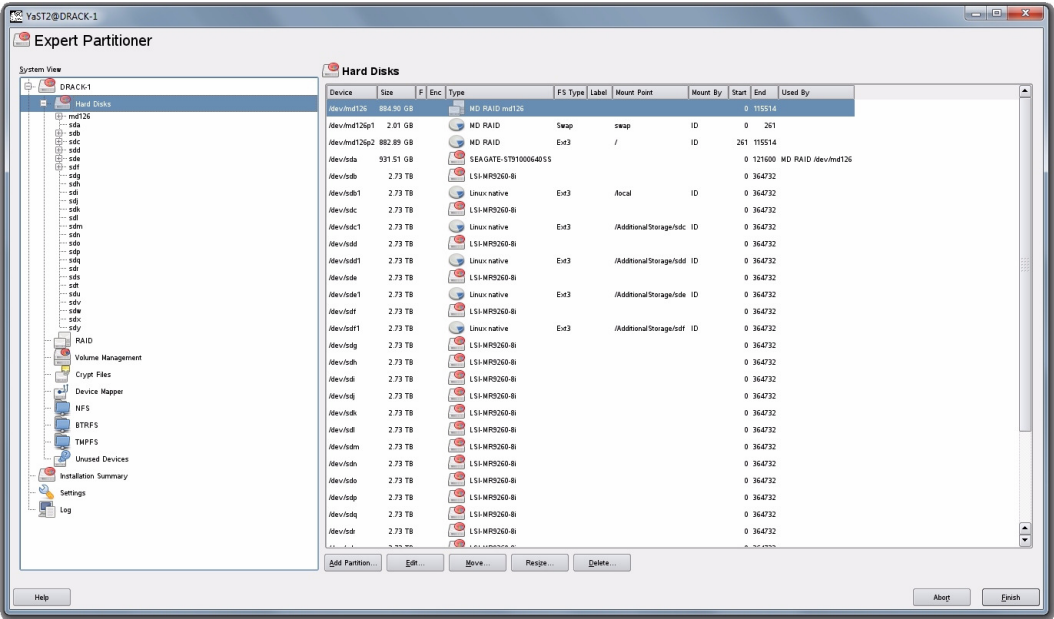 YaST2@DRACK-1
Expert Partitioner
System View
DRACK-1
Hard Disks
md126
sda
sdb
sdc
sdd
sde
sdf
sdg
sdh
sdi
sdj
sdk
sdl
sdm
sdn
sdo
sdp
sdq
sdr
sds
sdt
sdu
sdv
sdw
sdx
sdy
RAID
Volume Management
Crypt Files
Device Mapper
NFS
BTRFS
TMPFS
Unused Devices
Installation Summary
Settings
Log
Hard Disks
Device Size F Enc Type FS Type Label Mount Point Mount By Start End Used By
/dev/md126 884.90 GB MD RAID md126 0 115514
/dev/md126p1 2.01 GB MD RAID Swap swap ID 0 261
/dev/md126p2 882.89 GB MD RAID Ext3 / ID 261 115514
/dev/sda 931.51 GB SEAGATE-ST91000640SS 0 121600 MD RAID /dev/md126
/dev/sdb 2.73 TB LSI-MR9260-8i 0 364732
/dev/sdb1 2.73 TB Linux native Ext3 /local ID 0 364732
/dev/sdc 2.73 TB LSI-MR9260-8i 0 364732
/dev/sdc1 2.73 TB Linux native Ext3 /AdditionalStorage/sdc ID 0 364732
/dev/sdd 2.73 TB LSI-MR9260-8i 0 364732
/dev/sdd1 2.73 TB Linux native Ext3 /AdditionalStorage/sdd ID 0 364732
/dev/sde 2.73 TB LSI-MR9260-8i 0 364732
/dev/sde1 2.73 TB Linux native Ext3 /AdditionalStorage/sde ID 0 364732
/dev/sdf 2.73 TB LSI-MR9260-8i 0 364732
/dev/sdf1 2.73 TB Linux native Ext3 /AdditionalStorage/sdf ID 0 364732
/dev/sdg 2.73 TB LSI-MR9260-8i 0 364732
/dev/sdh 2.73 TB LSI-MR9260-8i 0 364732
/dev/sdi 2.73 TB LSI-MR9260-8i 0 364732
/dev/sdj 2.73 TB LSI-MR9260-8i 0 364732
/dev/sdk 2.73 TB LSI-MR9260-8i 0 364732
/dev/sdl 2.73 TB LSI-MR9260-8i 0 364732
/dev/sdm 2.73 TB LSI-MR9260-8i 0 364732
/dev/sdn 2.73 TB LSI-MR9260-8i 0 364732
/dev/sdo 2.73 TB LSI-MR9260-8i 0 364732
/dev/sdp 2.73 TB LSI-MR9260-8i 0 364732
/dev/sdq 2.73 TB LSI-MR9260-8i 0 364732
/dev/sdr 2.73 TB LSI-MR9260-8i 0 364732
Add Partition... Edit... Move... Resize... Delete...
Help Abort Finish